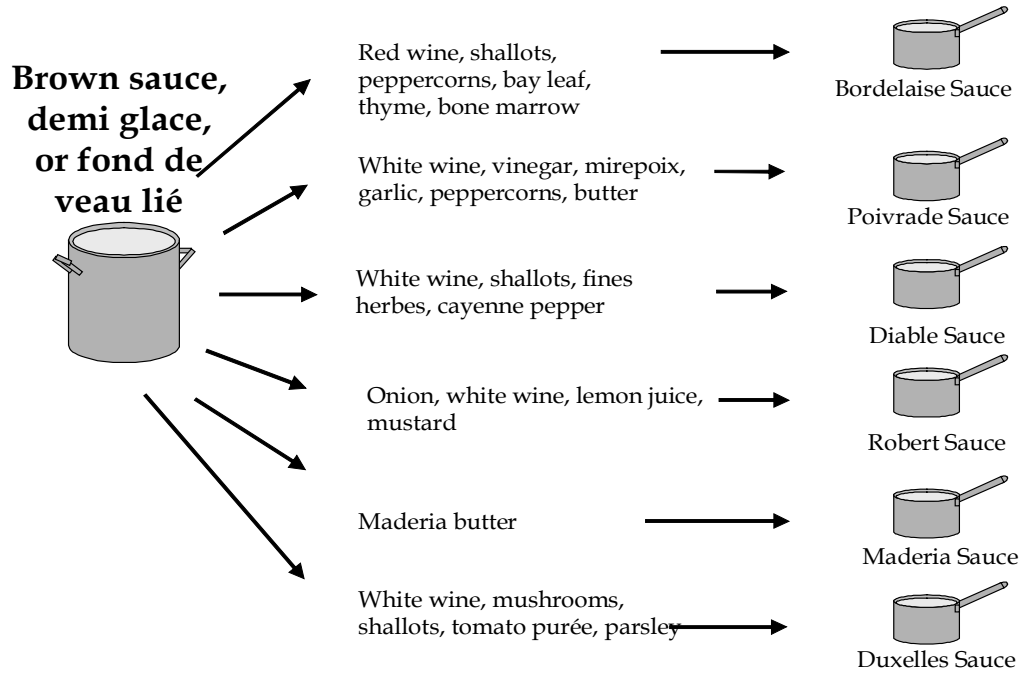 Brown sauce,
demi glace,
or fond de
veau lié
Red wine, shallots,
peppercorns, bay leaf,
thyme, bone marrow
Bordelaise Sauce
White wine, vinegar, mirepoix,
garlic, peppercorns, butter
Poivrade Sauce
White wine, shallots, fines
herbes, cayenne pepper
Diable Sauce
Onion, white wine, lemon juice,
mustard
Robert Sauce
Maderia butter
Maderia Sauce
White wine, mushrooms,
shallots, tomato purée, parsley
Duxelles Sauce